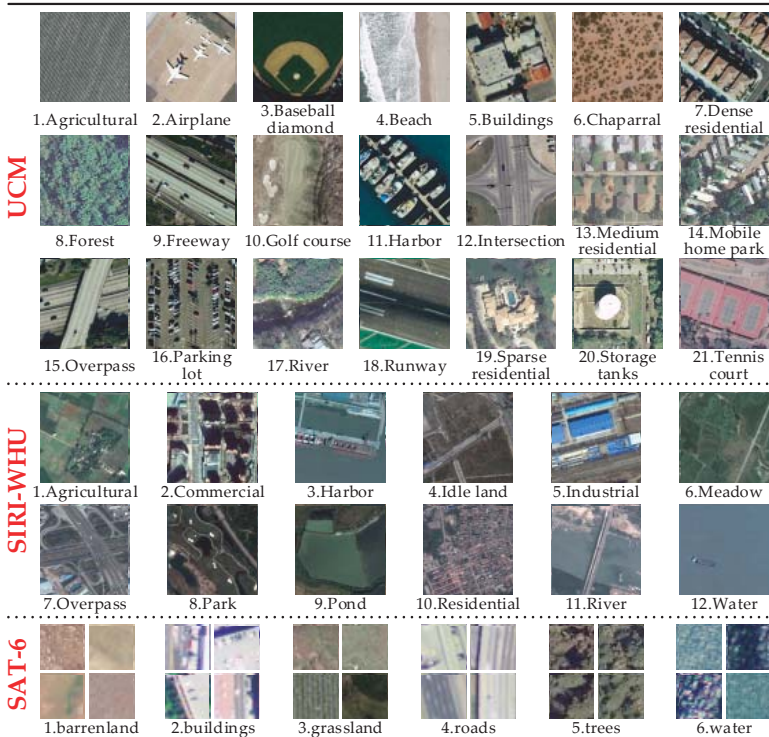 UCM
1.Agricultural
2.Airplane
3.Baseball
diamond
4.Beach
5.Buildings
6.Chaparral
7.Dense
residential
8.Forest
9.Freeway
10.Golf course
11.Harbor
12.Intersection
13.Medium
residential
14.Mobile
home park
15.Overpass
16.Parking
lot
17.River
18.Runway
19.Sparse
residential
20.Storage
tanks
21.Tennis
court
SIRI-WHU
1.Agricultural
2.Commercial
3.Harbor
4.Idle land
5.Industrial
6.Meadow
7.Overpass
8.Park
9.Pond
10.Residential
11.River
12.Water
SAT-6
1.barrenland
2.buildings
3.grassland
4.roads
5.trees
6.water